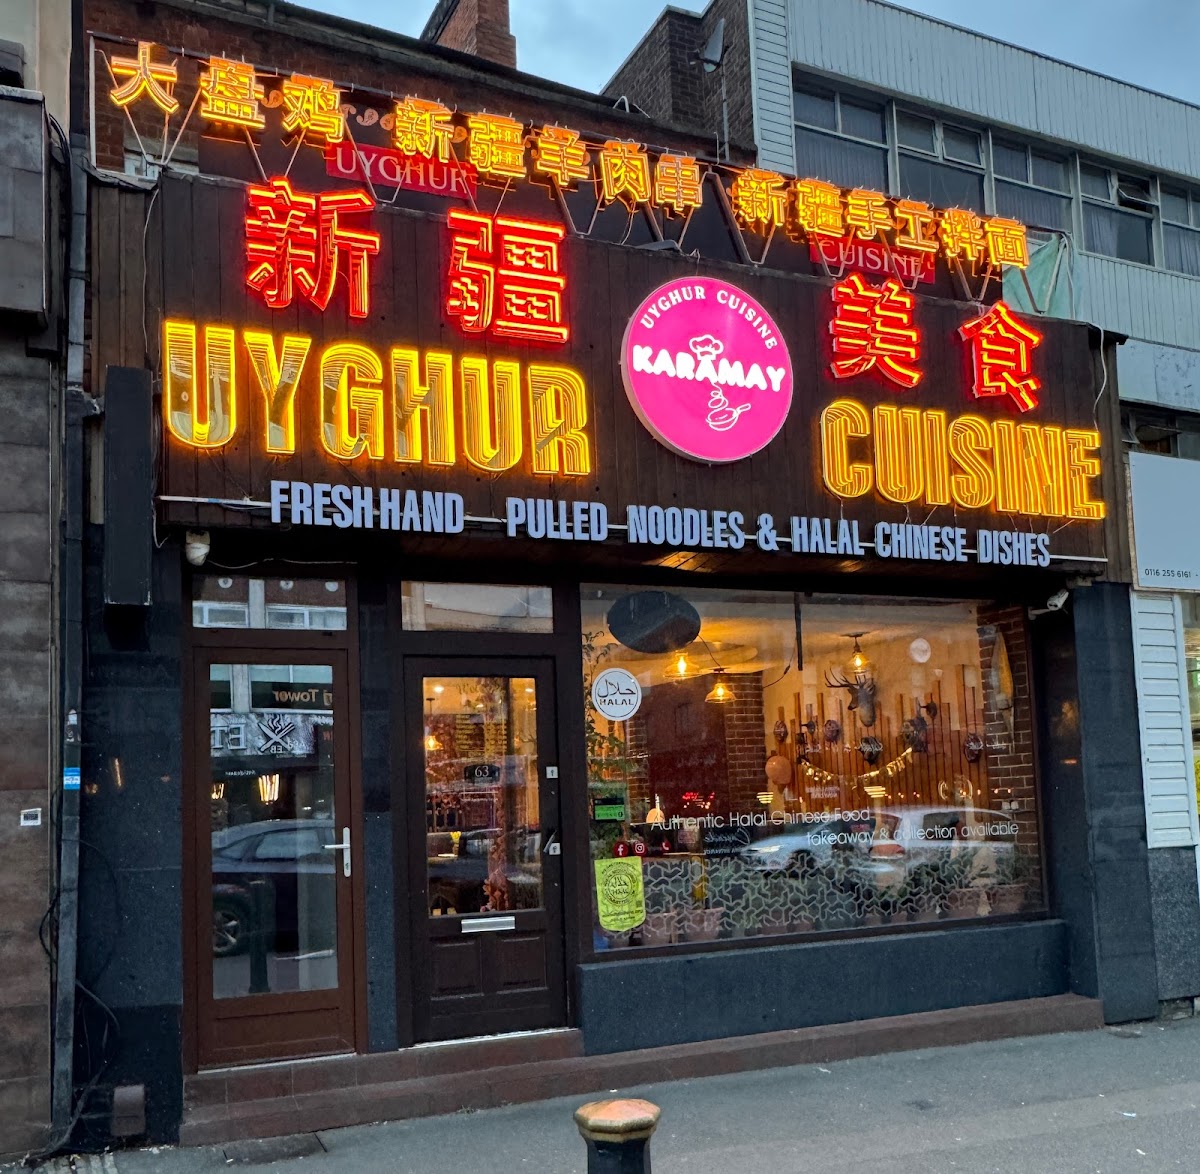 大盘鸡 新疆羊肉串 新疆手工拌面
UYGHUR CUISINE
新疆 美食
UYGHUR CUISINE
UYGHUR CUISINE
KARAMAY
FRESH HAND PULLED NOODLES & HALAL CHINESE DISHES
0116 255 6161
حلال
HALAL
63
Authentic Halal Chinese Food
takeaway & collection available